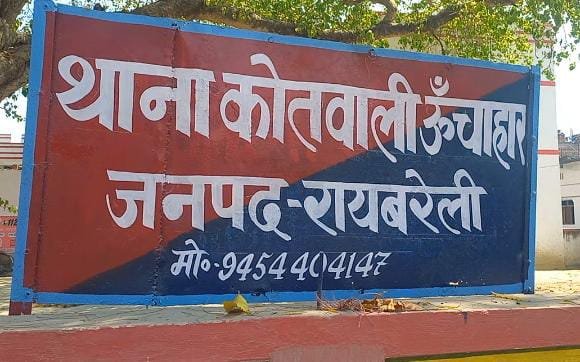 थाना कोतवाली ऊँचाहार
जनपद-रायबरेली
मो०-9454404147